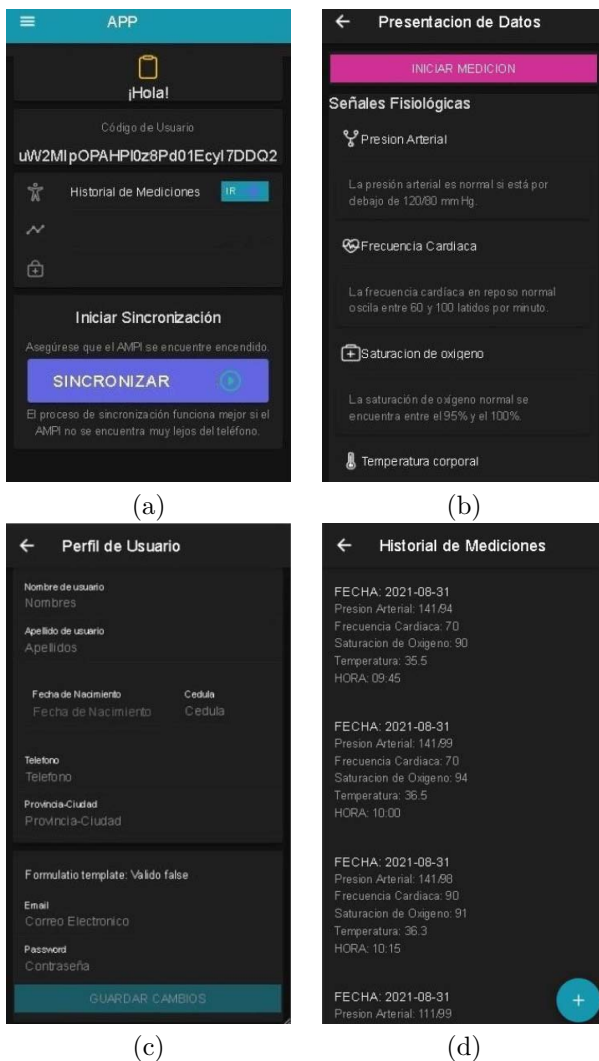 APP
¡Hola!
Código de Usuario
uW2MlpOPAHPl0z8Pd01Ecyl7DDQ2
Historial de Mediciones IR
Iniciar Sincronización
Asegúrese que el AMPI se encuentre encendido.
SINCRONIZAR
El proceso de sincronización funciona mejor si el
AMPI no se encuentra muy lejos del teléfono.
(a)
Presentacion de Datos
INICIAR MEDICION
Señales Fisiológicas
Presion Arterial
La presión arterial es normal si está por
debajo de 120/80 mm Hg.
Frecuencia Cardiaca
La frecuencia cardíaca en reposo normal
oscila entre 60 y 100 latidos por minuto.
Saturacion de oxigeno
La saturación de oxígeno normal se
encuentra entre el 95% y el 100%.
Temperatura corporal
(b)
Perfil de Usuario
Nombre de usuario
Nombres
Apellido de usuario
Apellidos
Fecha de Nacimiento Cedula
Fecha de Nacimiento Cedula
Telefono
Telefono
Provincia-Ciudad
Provincia-Ciudad
Formulatio template: Valido false
Email
Correo Electronico
Password
Contraseña
GUARDAR CAMBIOS
(c)
Historial de Mediciones
FECHA: 2021-08-31
Presion Arterial: 141/94
Frecuencia Cardiaca: 70
Saturacion de Oxigeno: 90
Temperatura: 35.5
HORA: 09:45
FECHA: 2021-08-31
Presion Arterial: 141/99
Frecuencia Cardiaca: 70
Saturacion de Oxigeno: 94
Temperatura: 36.5
HORA: 10:00
FECHA: 2021-08-31
Presion Arterial: 141/98
Frecuencia Cardiaca: 90
Saturacion de Oxigeno: 91
Temperatura: 36.3
HORA: 10:15
FECHA: 2021-08-31
Presion Arterial: 111/99
+
(d)